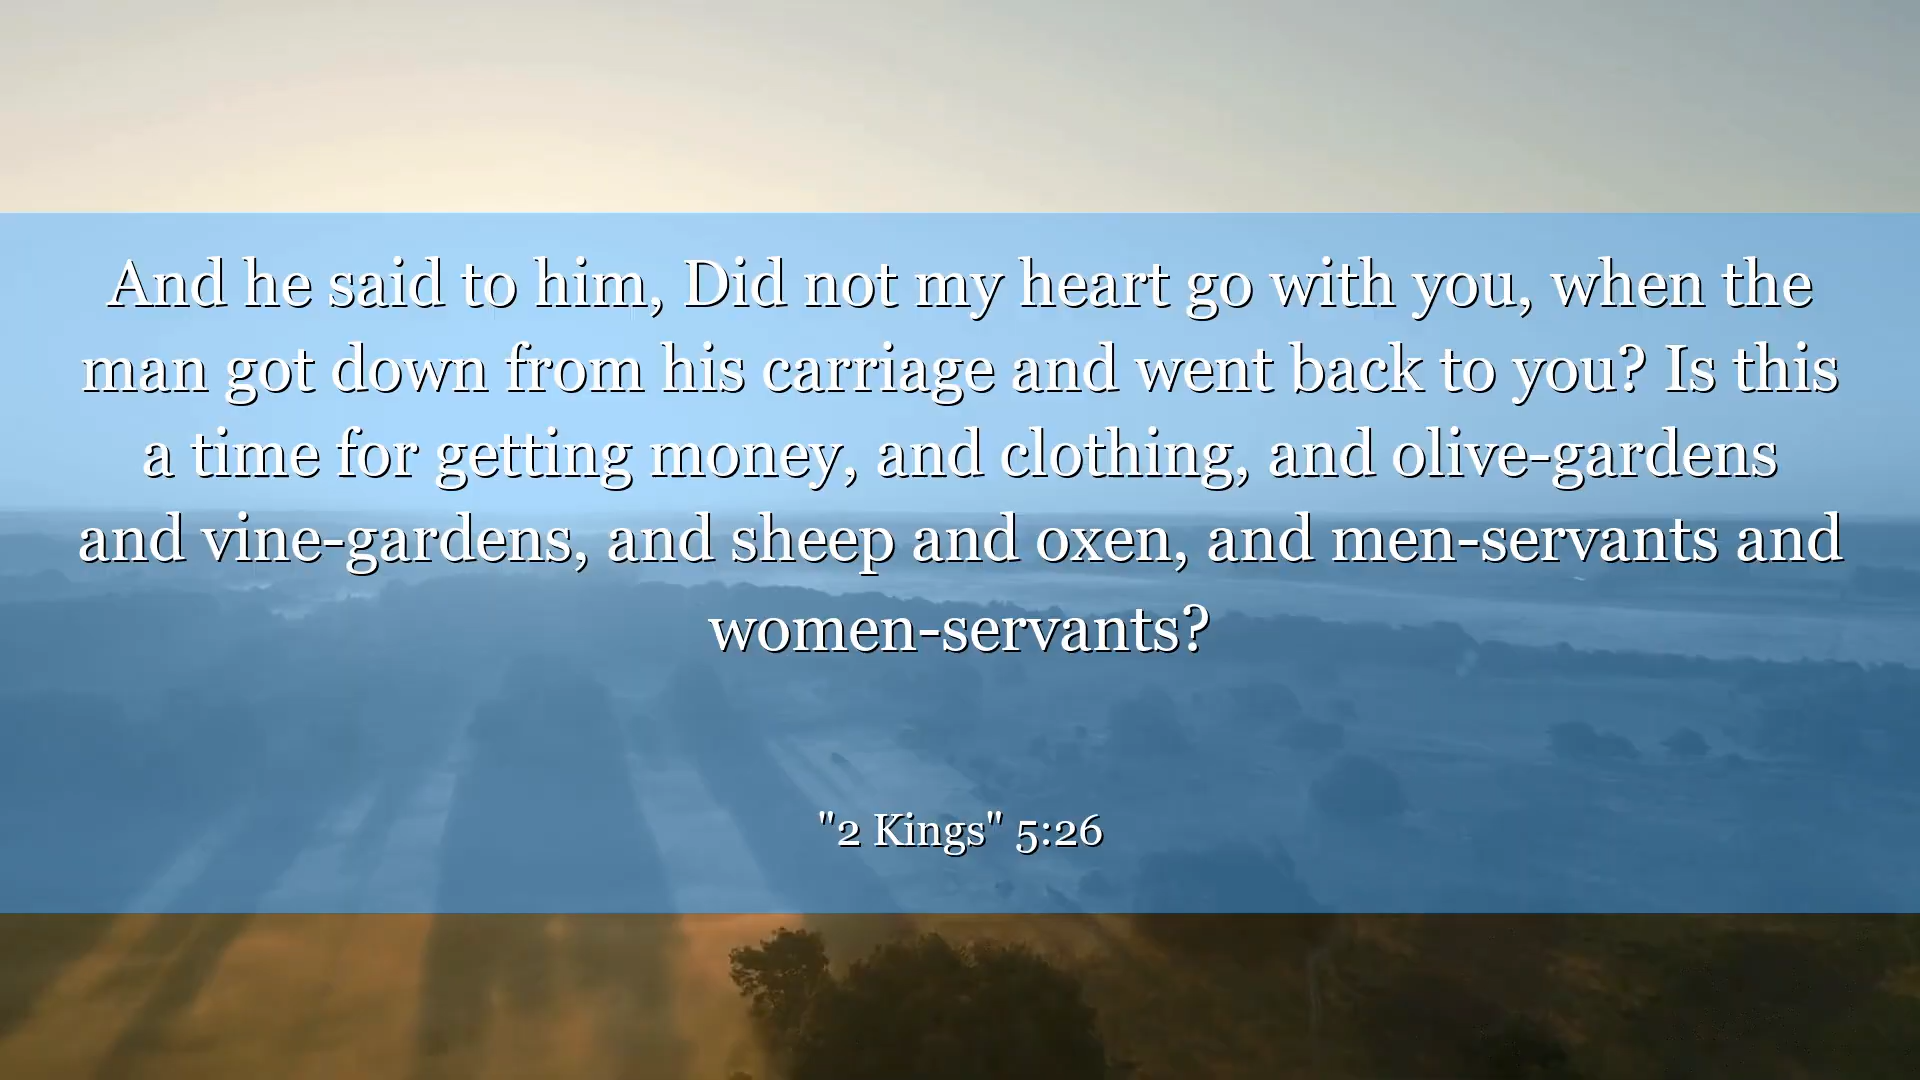 And he said to him, Did not my heart go with you, when the
man got down from his carriage and went back to you? Is this
a time for getting money, and clothing, and olive-gardens
and vine-gardens, and sheep and oxen, and men-servants and
women-servants?
"2 Kings" 5:26